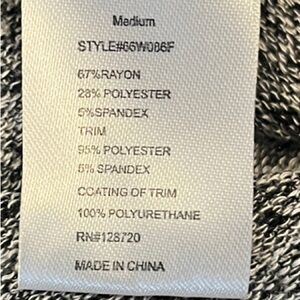 Medium
STYLE#66W086F
67%RAYON
28% POLYESTER
5%SPANDEX
TRIM
95% POLYESTER
5% SPANDEX
COATING OF TRIM
100% POLYURETHANE
RN#128720
MADE IN CHINA